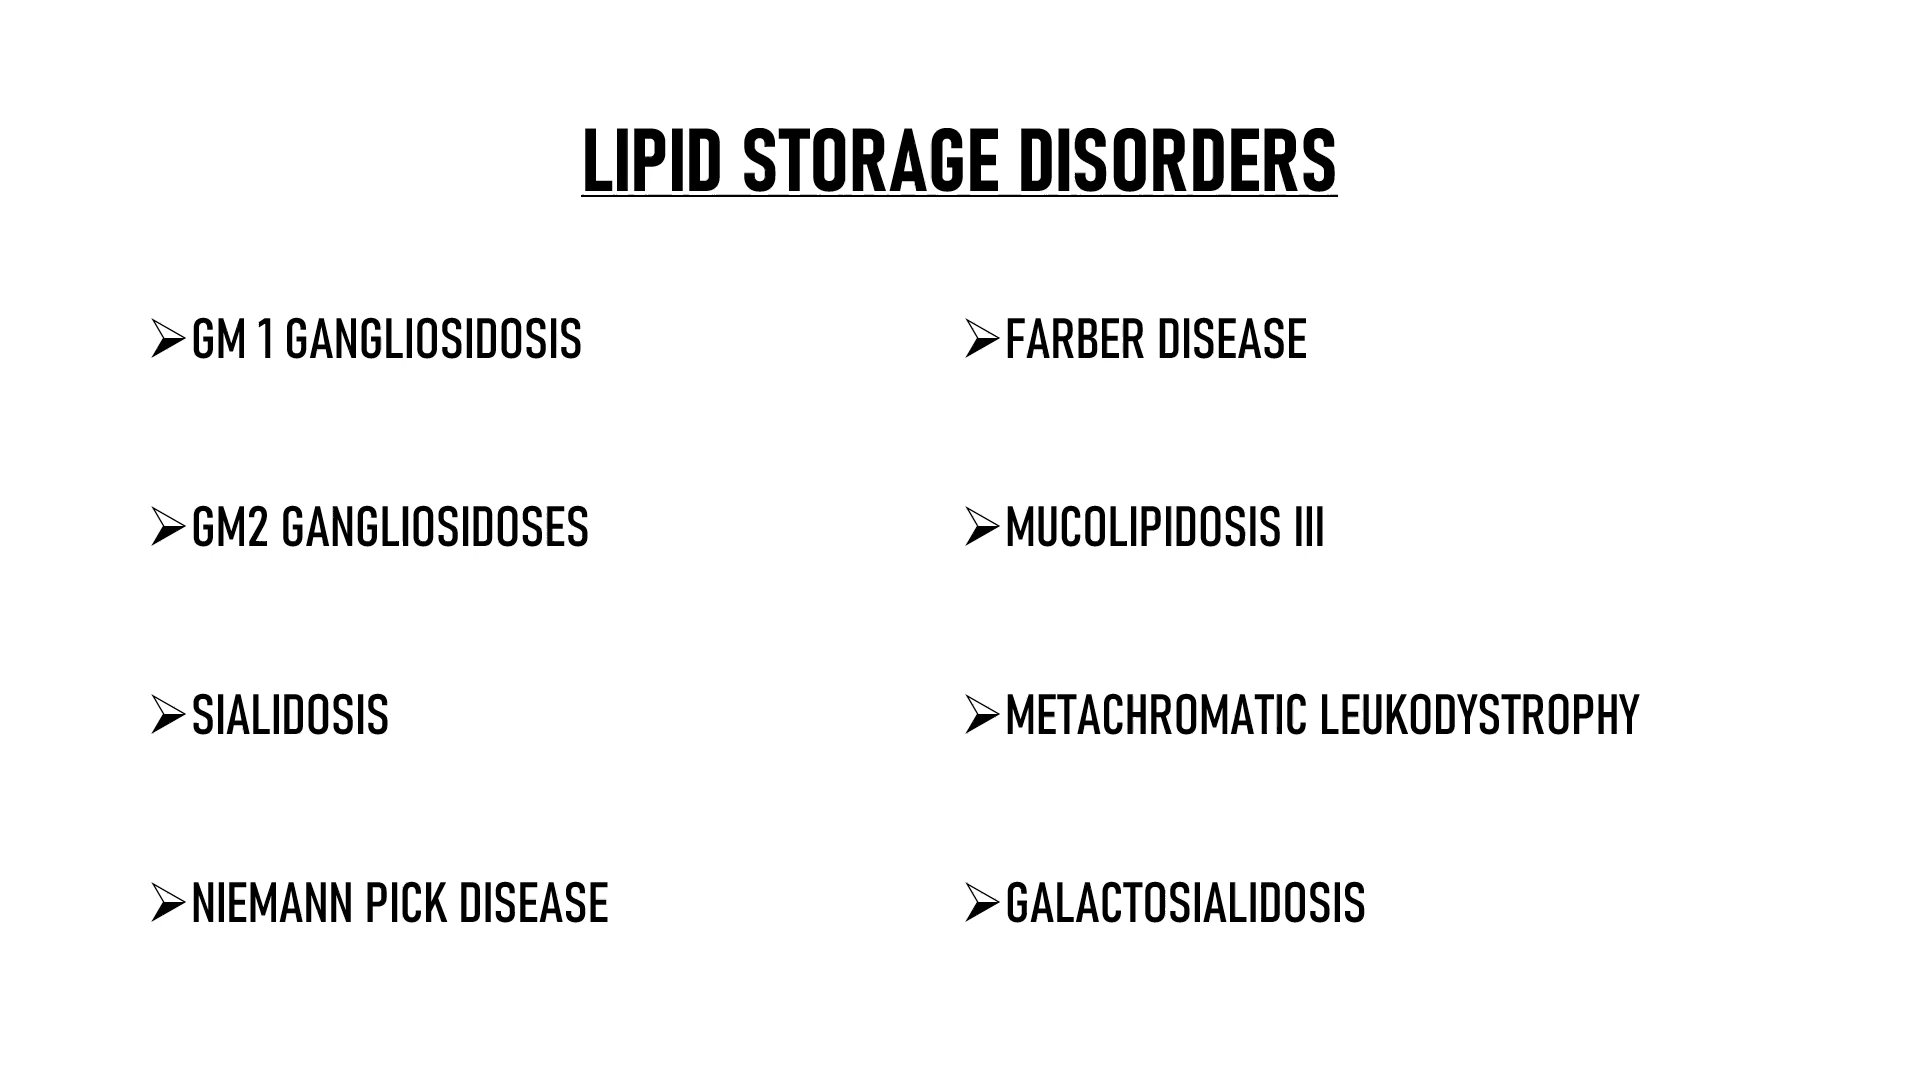 LIPID STORAGE DISORDERS
➢GM 1 GANGLIOSIDOSIS
➢GM2 GANGLIOSIDOSES
➢SIALIDOSIS
➢NIEMANN PICK DISEASE
➢FARBER DISEASE
➢MUCOLIPIDOSIS III
➢METACHROMATIC LEUKODYSTROPHY
➢GALACTOSIALIDOSIS